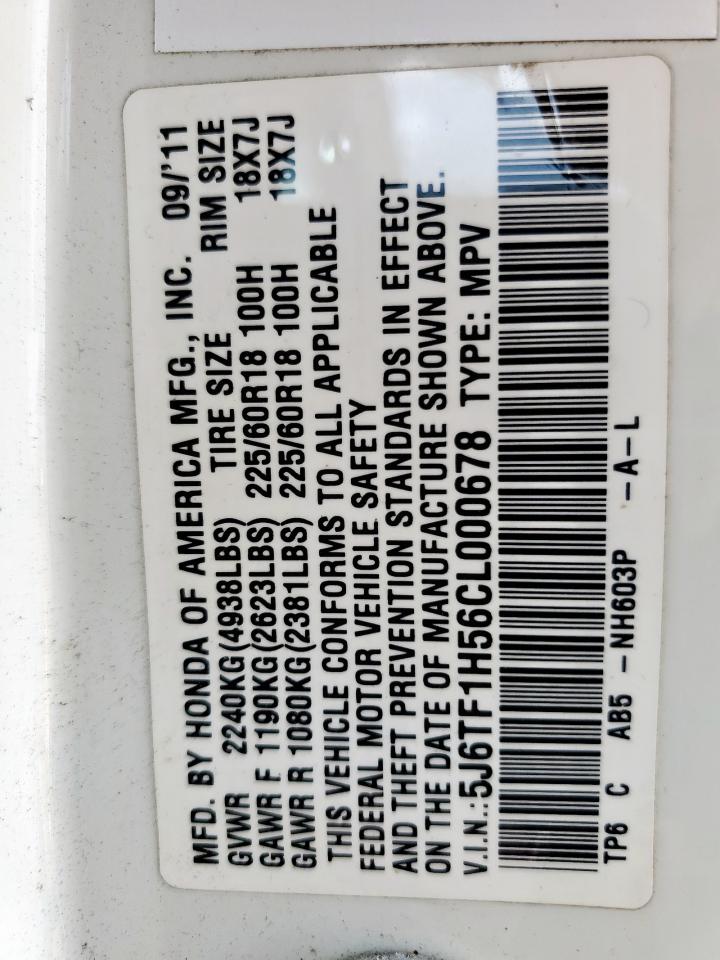 MFD. BY HONDA OF AMERICA MFG., INC. 09/'11
GVWR 2240KG(4938LBS) TIRE SIZE RIM SIZE
GAWR F 1190KG(2623LBS) 225/60R18 100H 18X7J
GAWR R 1080KG(2381LBS) 225/60R18 100H 18X7J
THIS VEHICLE CONFORMS TO ALL APPLICABLE
FEDERAL MOTOR VEHICLE SAFETY
AND THEFT PREVENTION STANDARDS IN EFFECT
ON THE DATE OF MANUFACTURE SHOWN ABOVE.
V.I.N.:5J6TF1H56CL000678 TYPE: MPV
TP6 C AB5 -NH603P -A-L